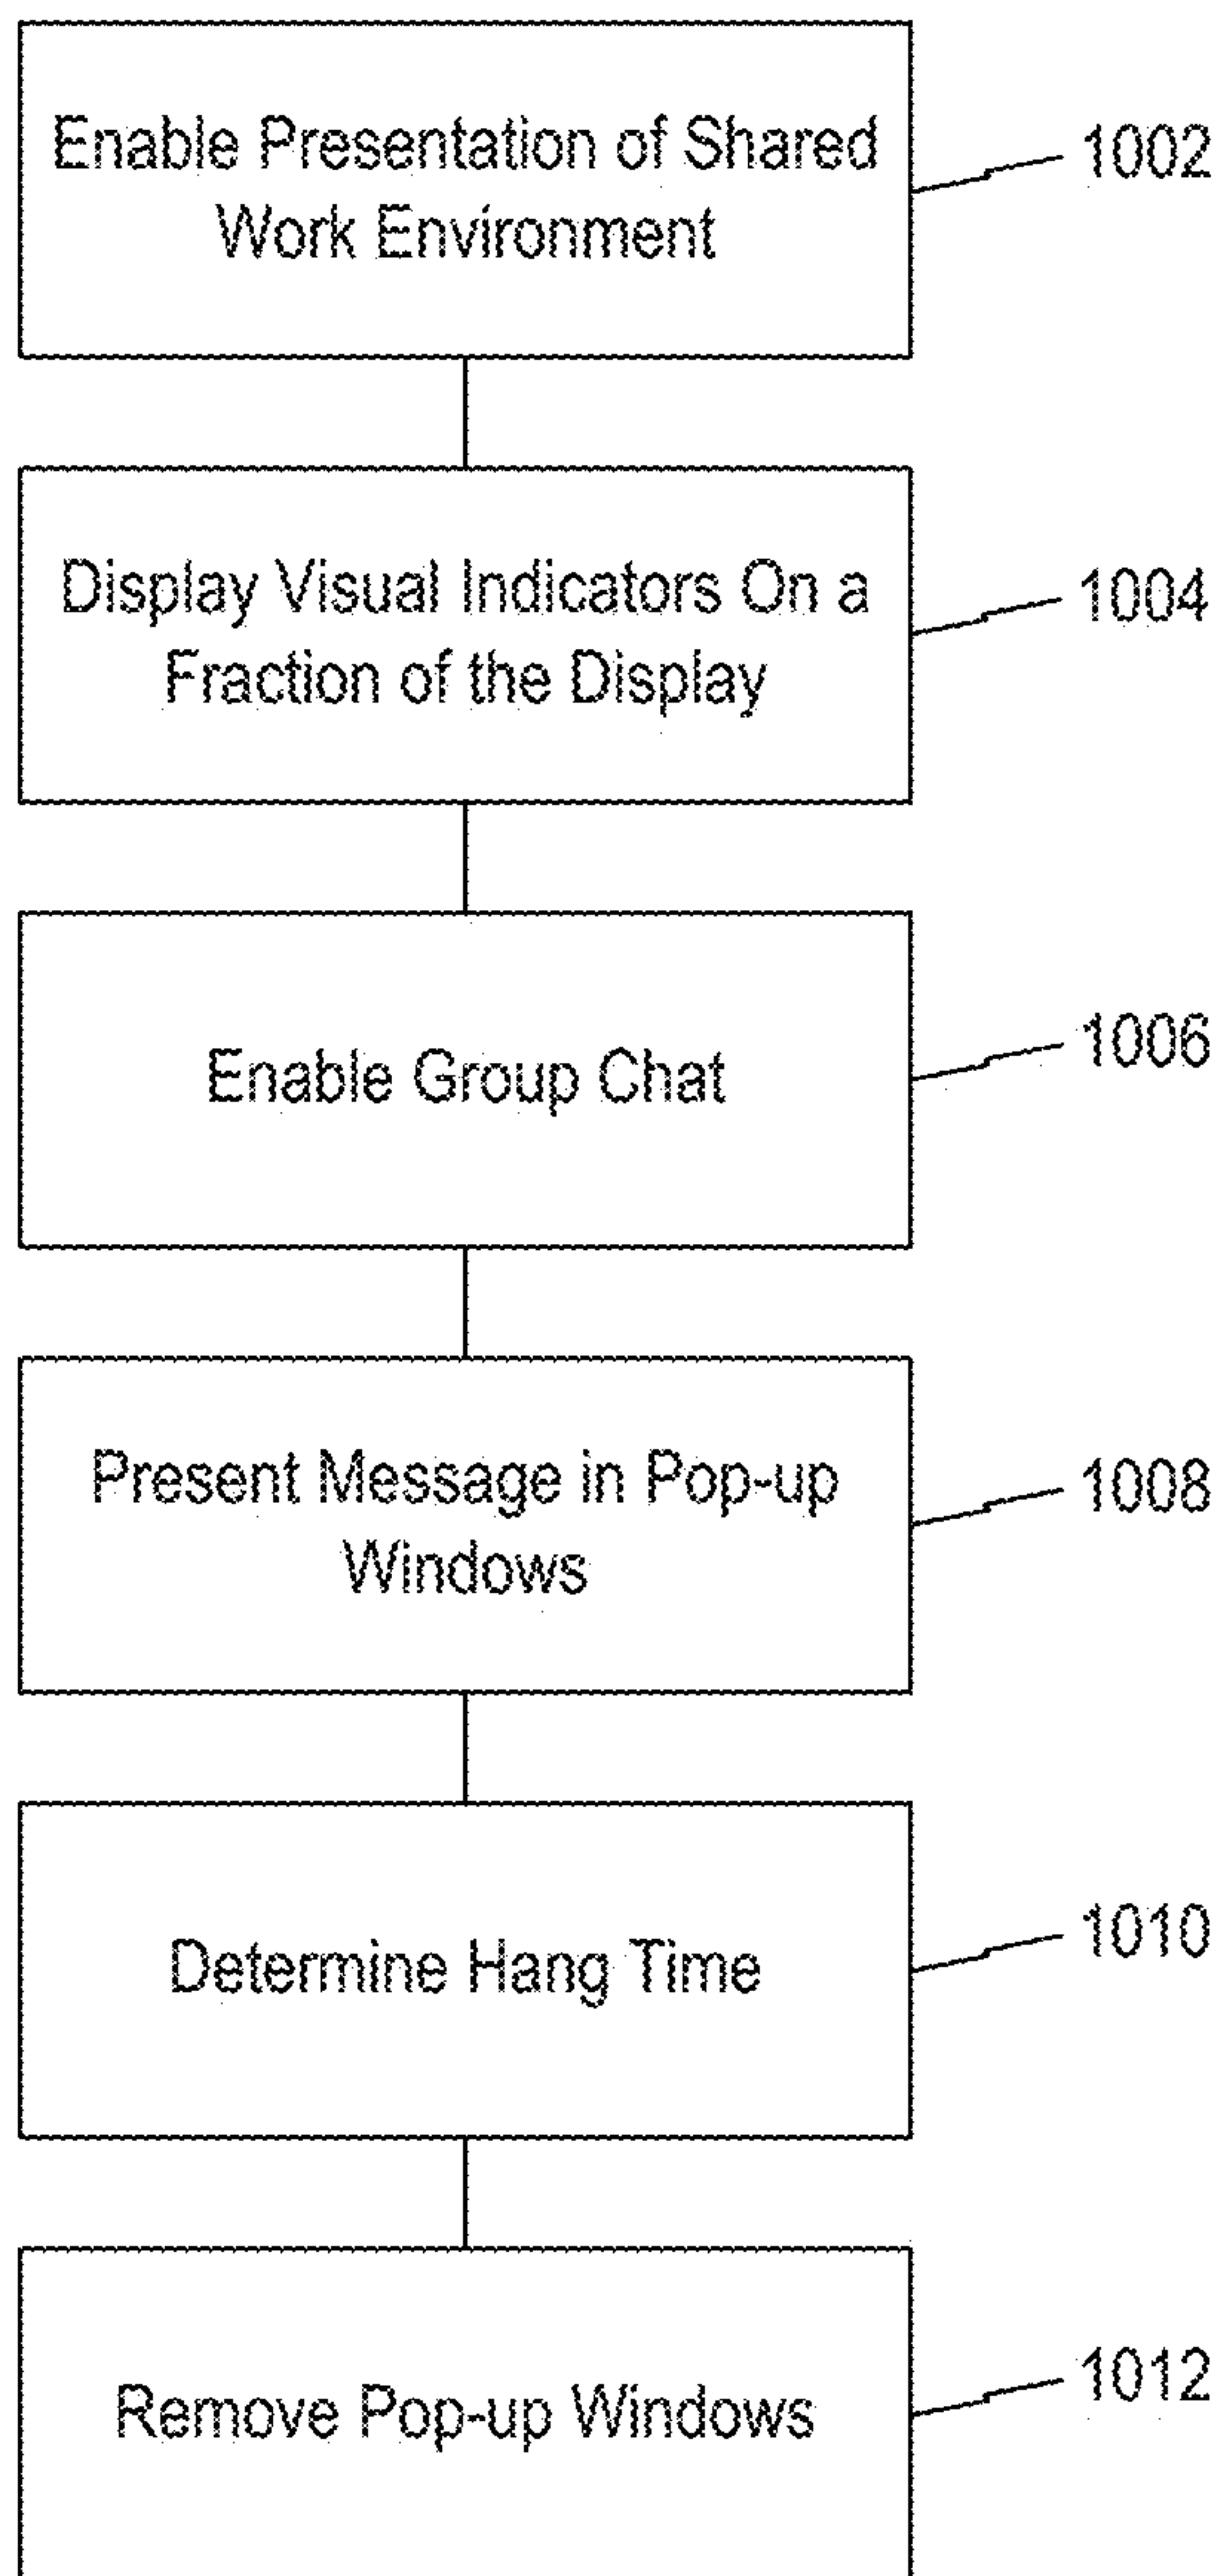 Enable Presentation of Shared
Work Environment
1002
Display Visual Indicators On a
Fraction of the Display
1004
Enable Group Chat
1006
Present Message in Pop-up
Windows
1008
Determine Hang Time
1010
Remove Pop-up Windows
1012